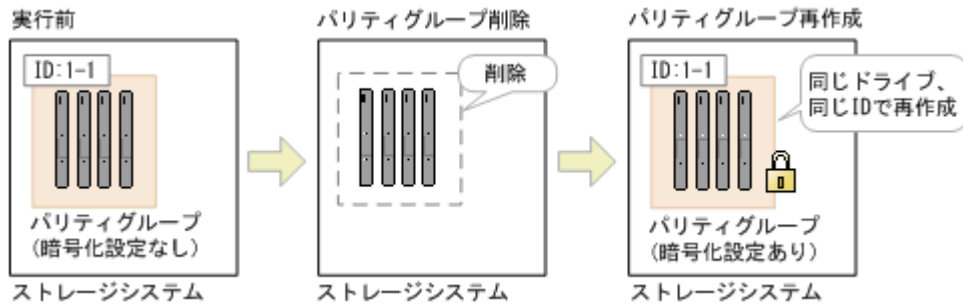 実行前
ID:1-1
パリティグループ
(暗号化設定なし)
ストレージシステム
パリティグループ削除
削除
ストレージシステム
パリティグループ再作成
ID:1-1
同じドライブ、
同じIDで再作成
パリティグループ
(暗号化設定あり)
ストレージシステム